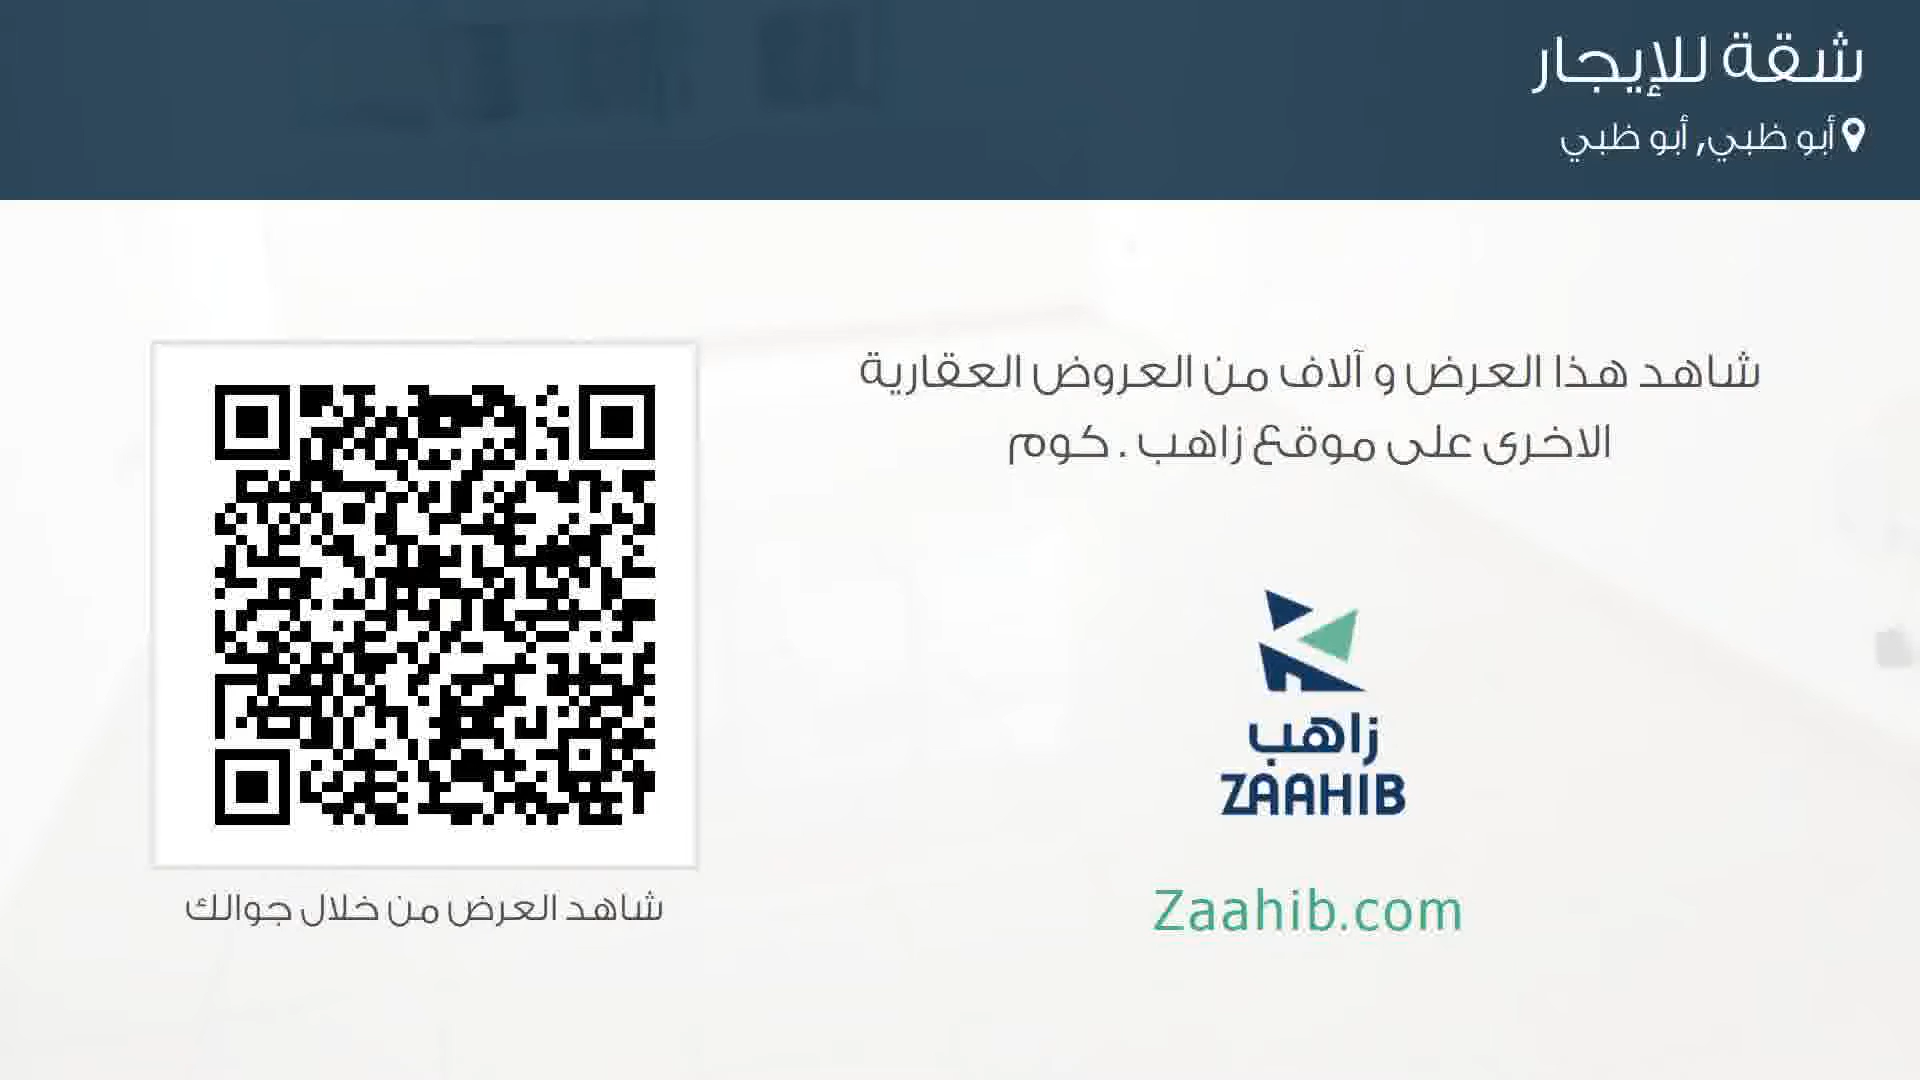 شقة للإيجار
أبو ظبي, أبو ظبي
شاهد هذا العرض و آلاف من العروض العقارية
الاخرى على موقع زاهب . كوم
زاهب
ZAAHIB
Zaahib.com
شاهد العرض من خلال جوالك